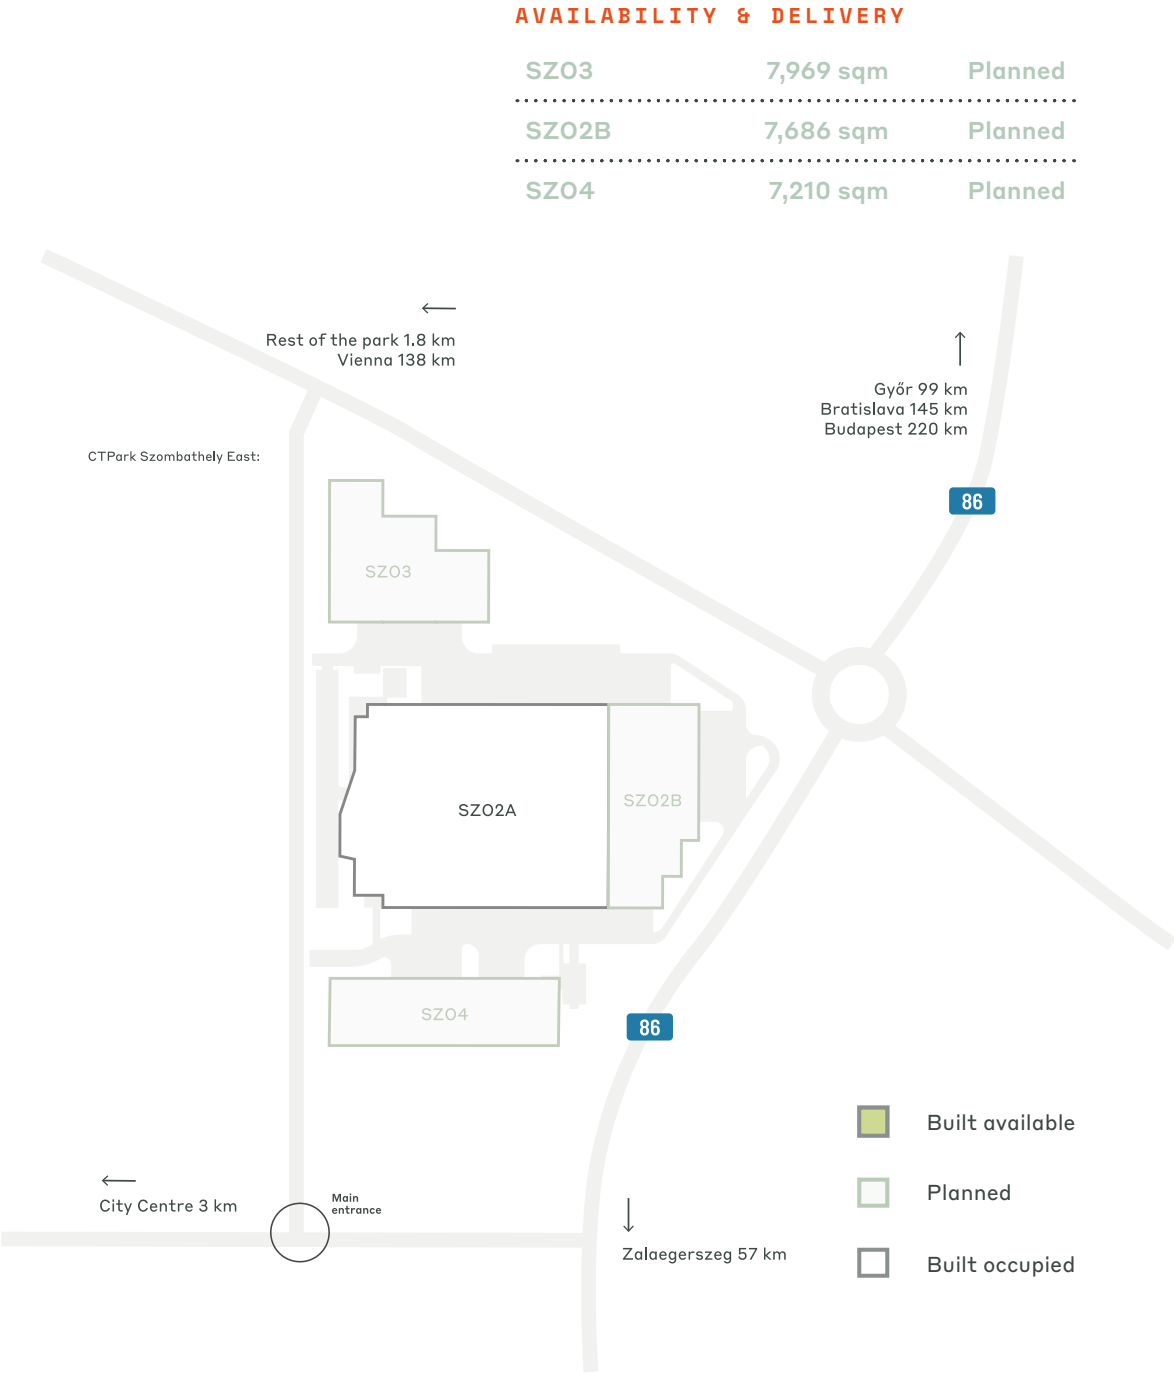 AVAILABILITY & DELIVERY
SZO3 7,969 sqm Planned
SZO2B 7,686 sqm Planned
SZO4 7,210 sqm Planned
Rest of the park 1.8 km
Vienna 138 km
Győr 99 km
Bratislava 145 km
Budapest 220 km
CTPark Szombathely East:
86
SZO3
SZO2A
SZO2B
SZO4
86
Built available
Planned
Built occupied
City Centre 3 km
Main
entrance
Zalaegerszeg 57 km